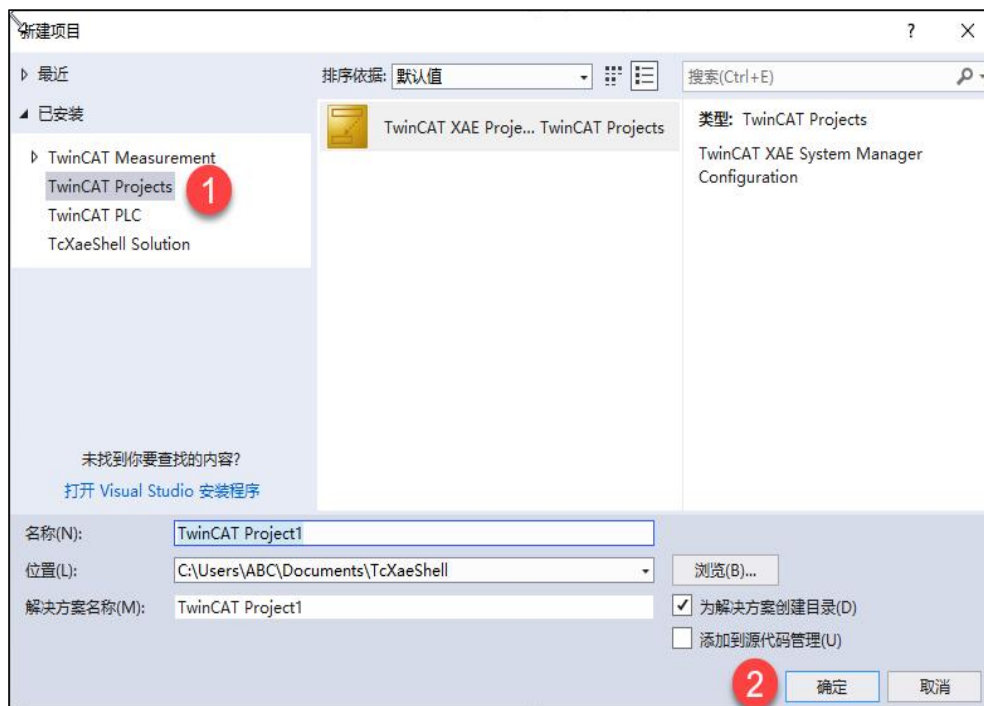 新建项目
?
最近
排序依据: 默认值
搜索(Ctrl+E)
已安装
TwinCAT Measurement
TwinCAT Projects
TwinCAT PLC
TcXaeShell Solution
1
TwinCAT XAE Proje... TwinCAT Projects
类型: TwinCAT Projects
TwinCAT XAE System Manager
Configuration
未找到你要查找的内容?
打开 Visual Studio 安装程序
名称(N): TwinCAT Project1
位置(L): C:\Users\ABC\Documents\TcXaeShell
浏览(B)...
解决方案名称(M): TwinCAT Project1
为解决方案创建目录(D)
添加到源代码管理(U)
2
确定
取消